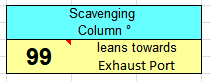 Scavenging
Column °
99 leans towards
Exhaust Port